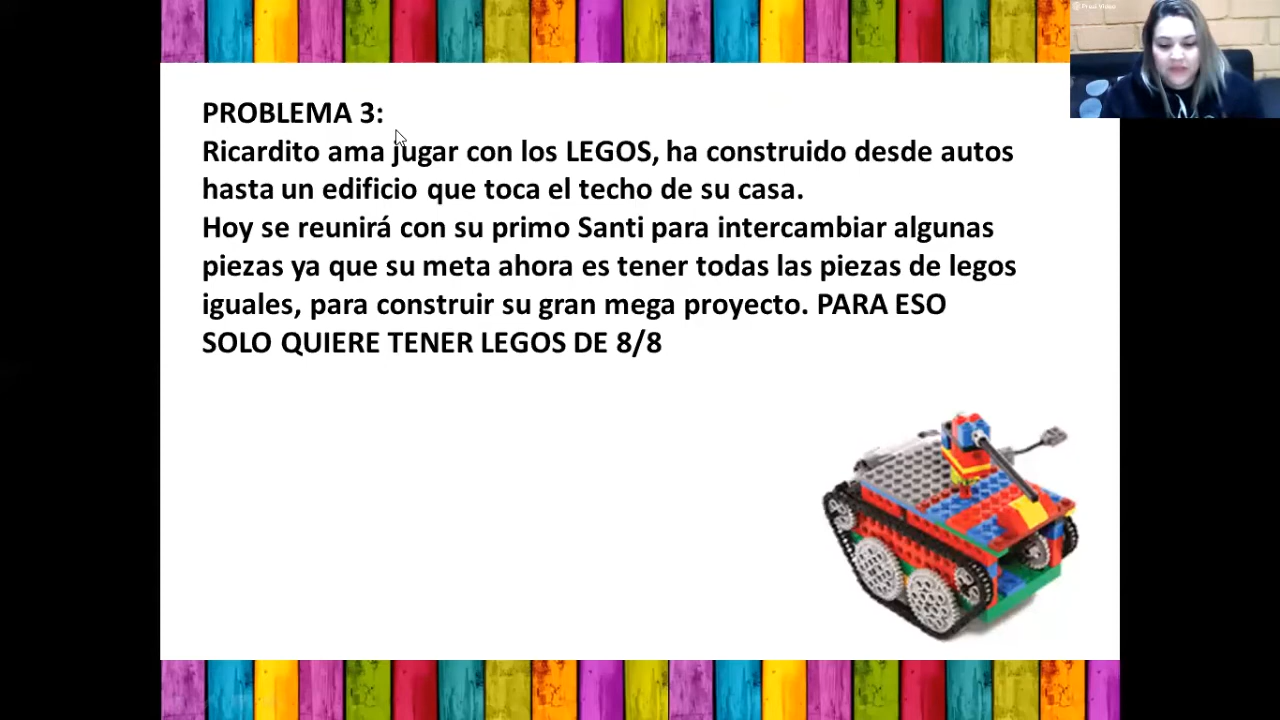 PROBLEMA 3:
Ricardito ama jugar con los LEGOS, ha construido desde autos
hasta un edificio que toca el techo de su casa.
Hoy se reunirá con su primo Santi para intercambiar algunas
piezas ya que su meta ahora es tener todas las piezas de legos
iguales, para construir su gran mega proyecto. PARA ESO
SOLO QUIERE TENER LEGOS DE 8/8